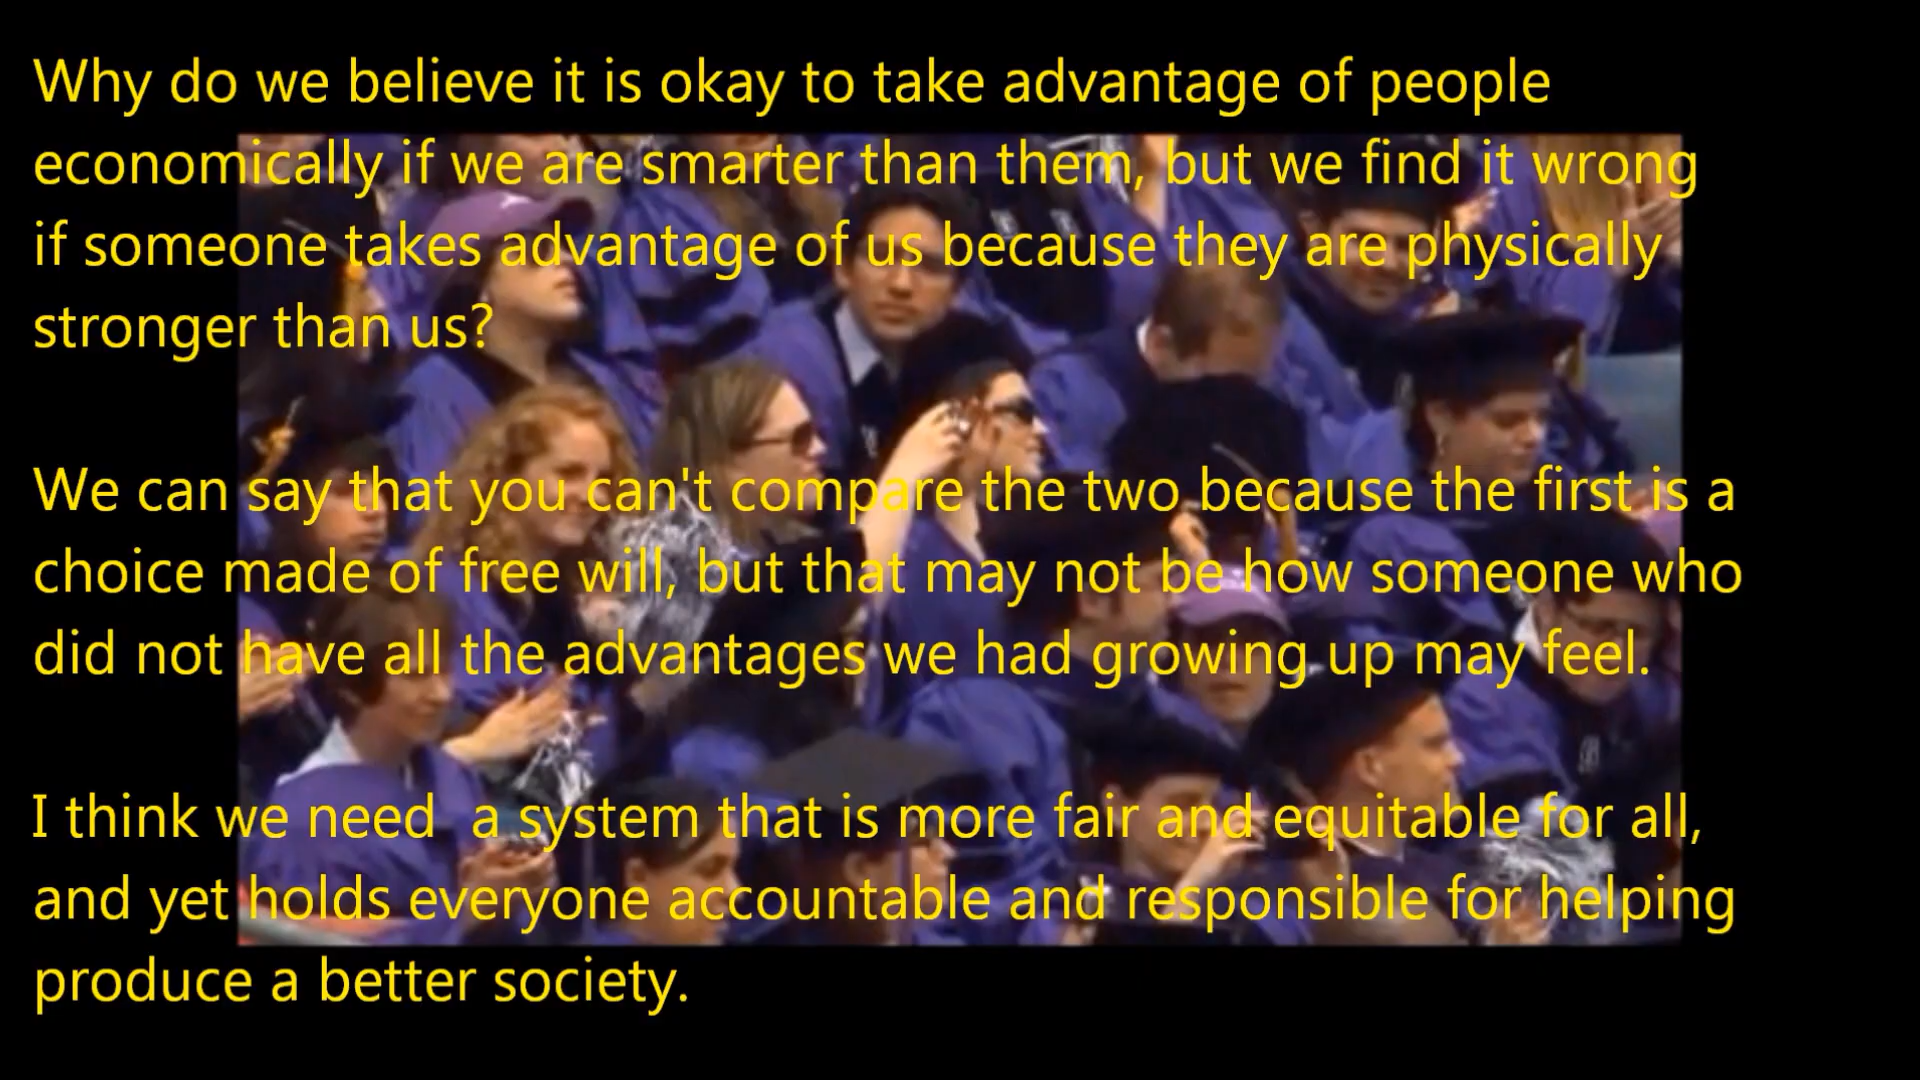 Why do we believe it is okay to take advantage of people
economically if we are smarter than them, but we find it wrong
if someone takes advantage of us because they are physically
stronger than us?
We can say that you can't compare the two because the first is a
choice made of free will, but that may not be how someone who
did not have all the advantages we had growing up may feel.
I think we need  a system that is more fair and equitable for all,
and yet holds everyone accountable and responsible for helping
produce a better society.